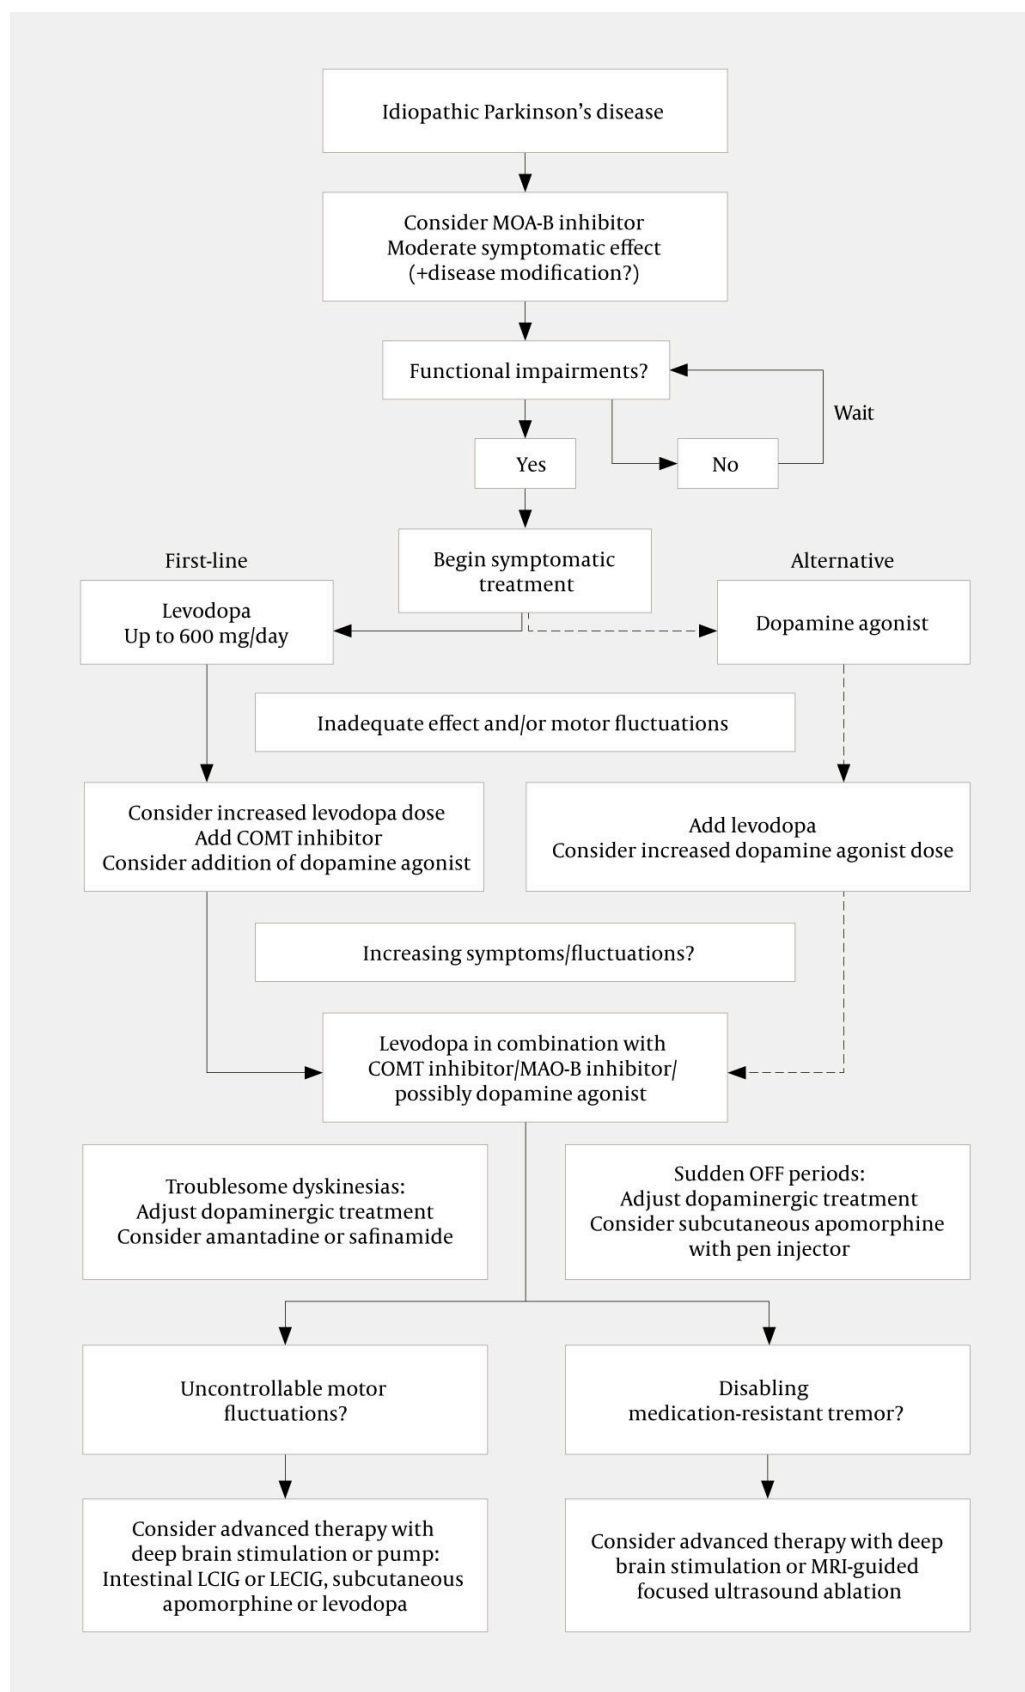 Idiopathic Parkinson’s disease
Consider MOA-B inhibitor
Moderate symptomatic effect
(+disease modification?)
Functional impairments?
Wait
Yes
No
Begin symptomatic
treatment
First-line
Alternative
Levodopa
Up to 600 mg/day
Dopamine agonist
Inadequate effect and/or motor fluctuations
Consider increased levodopa dose
Add COMT inhibitor
Consider addition of dopamine agonist
Add levodopa
Consider increased dopamine agonist dose
Increasing symptoms/fluctuations?
Levodopa in combination with
COMT inhibitor/MAO-B inhibitor/
possibly dopamine agonist
Troublesome dyskinesias:
Adjust dopaminergic treatment
Consider amantadine or safinamide
Sudden OFF periods:
Adjust dopaminergic treatment
Consider subcutaneous apomorphine
with pen injector
Uncontrollable motor
fluctuations?
Disabling
medication-resistant tremor?
Consider advanced therapy with
deep brain stimulation or pump:
Intestinal LCIG or LECIG, subcutaneous
apomorphine or levodopa
Consider advanced therapy with deep
brain stimulation or MRI-guided
focused ultrasound ablation